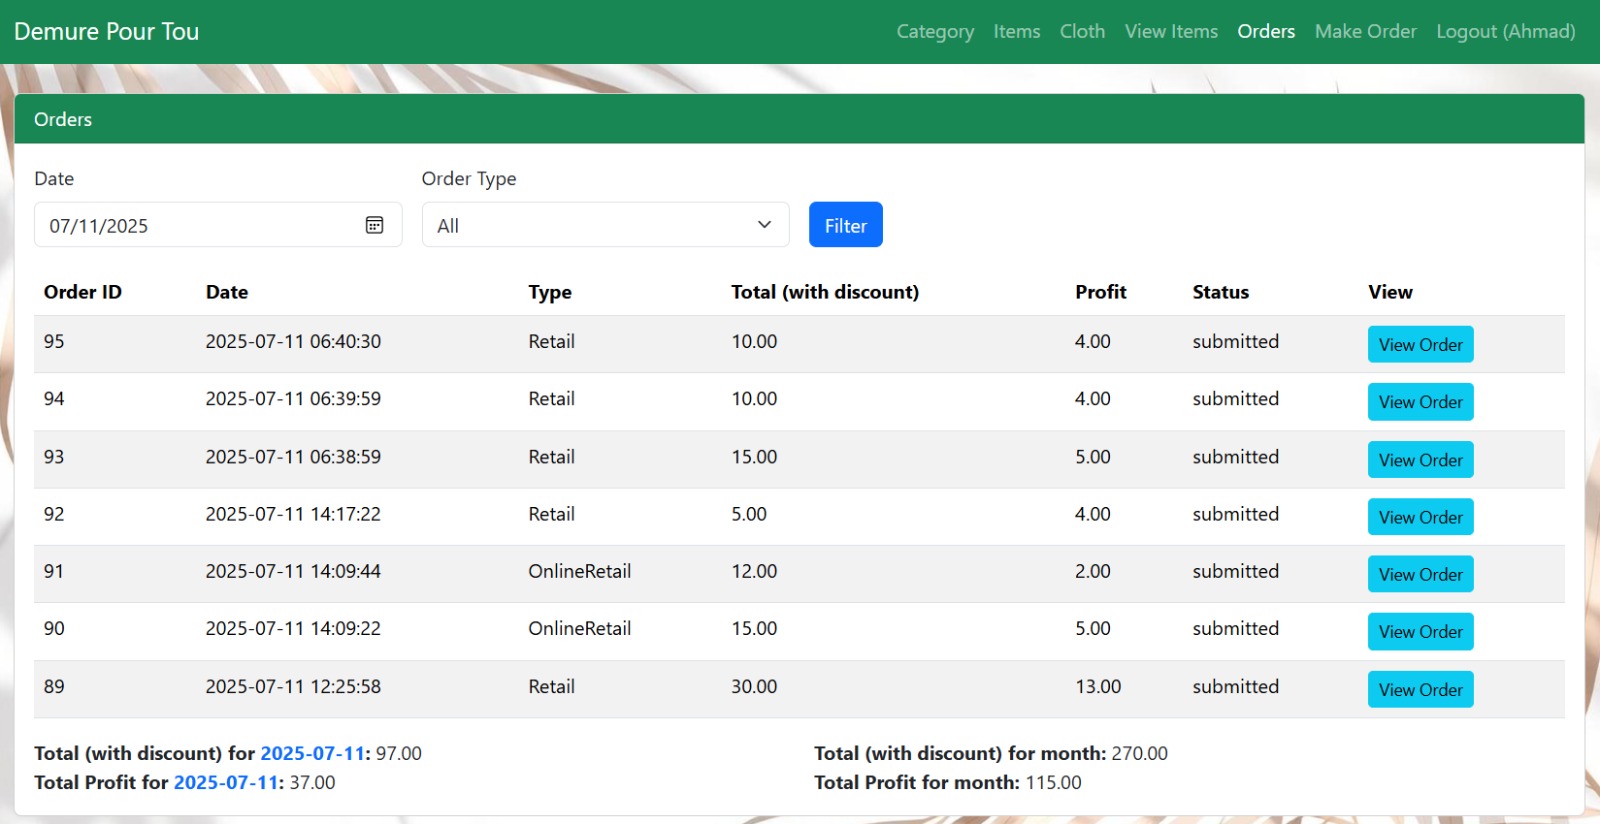 Demure Pour Tou Category Items Cloth View Items Orders Make Order Logout (Ahmad)
Orders
Date Order Type
07/11/2025 All Filter
Order ID Date Type Total (with discount) Profit Status View
95 2025-07-11 06:40:30 Retail 10.00 4.00 submitted View Order
94 2025-07-11 06:39:59 Retail 10.00 4.00 submitted View Order
93 2025-07-11 06:38:59 Retail 15.00 5.00 submitted View Order
92 2025-07-11 14:17:22 Retail 5.00 4.00 submitted View Order
91 2025-07-11 14:09:44 OnlineRetail 12.00 2.00 submitted View Order
90 2025-07-11 14:09:22 OnlineRetail 15.00 5.00 submitted View Order
89 2025-07-11 12:25:58 Retail 30.00 13.00 submitted View Order
Total (with discount) for 2025-07-11: 97.00 Total (with discount) for month: 270.00
Total Profit for 2025-07-11: 37.00 Total Profit for month: 115.00